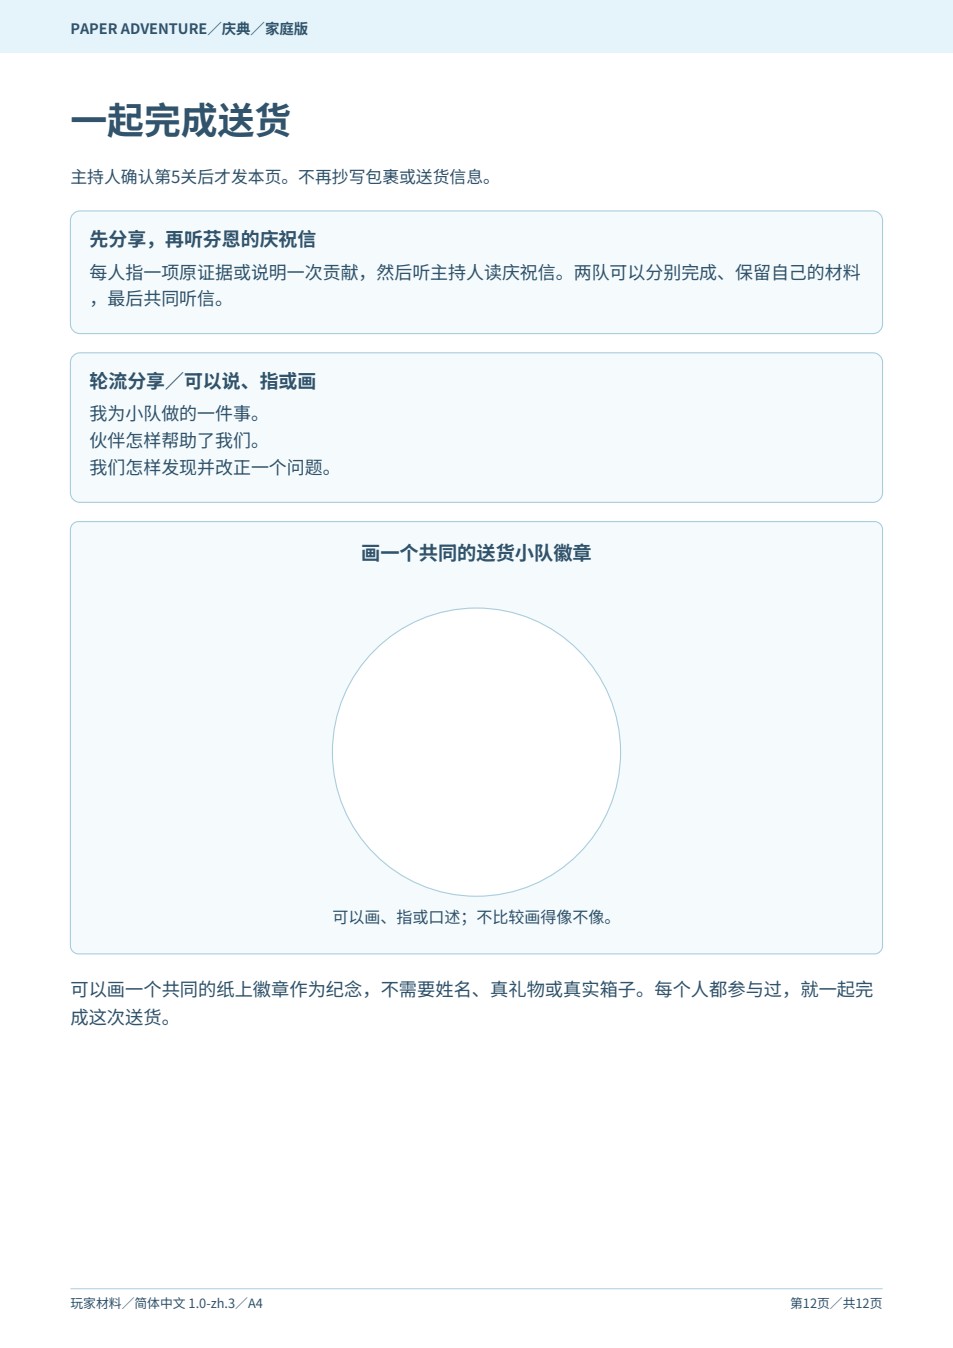 PAPER ADVENTURE／庆典／家庭版
一起完成送货
主持人确认第5关后才发本页。不再抄写包裹或送货信息。
先分享，再听芬恩的庆祝信
每人指一项原证据或说明一次贡献，然后听主持人读庆祝信。两队可以分别完成、保留自己的材料
，最后共同听信。
轮流分享／可以说、指或画
我为小队做的一件事。
伙伴怎样帮助了我们。
我们怎样发现并改正一个问题。
画一个共同的送货小队徽章
可以画、指或口述；不比较画得像不像。
可以画一个共同的纸上徽章作为纪念，不需要姓名、真礼物或真实箱子。每个人都参与过，就一起完
成这次送货。
玩家材料／简体中文 1.0-zh.3／A4
第12页／共12页